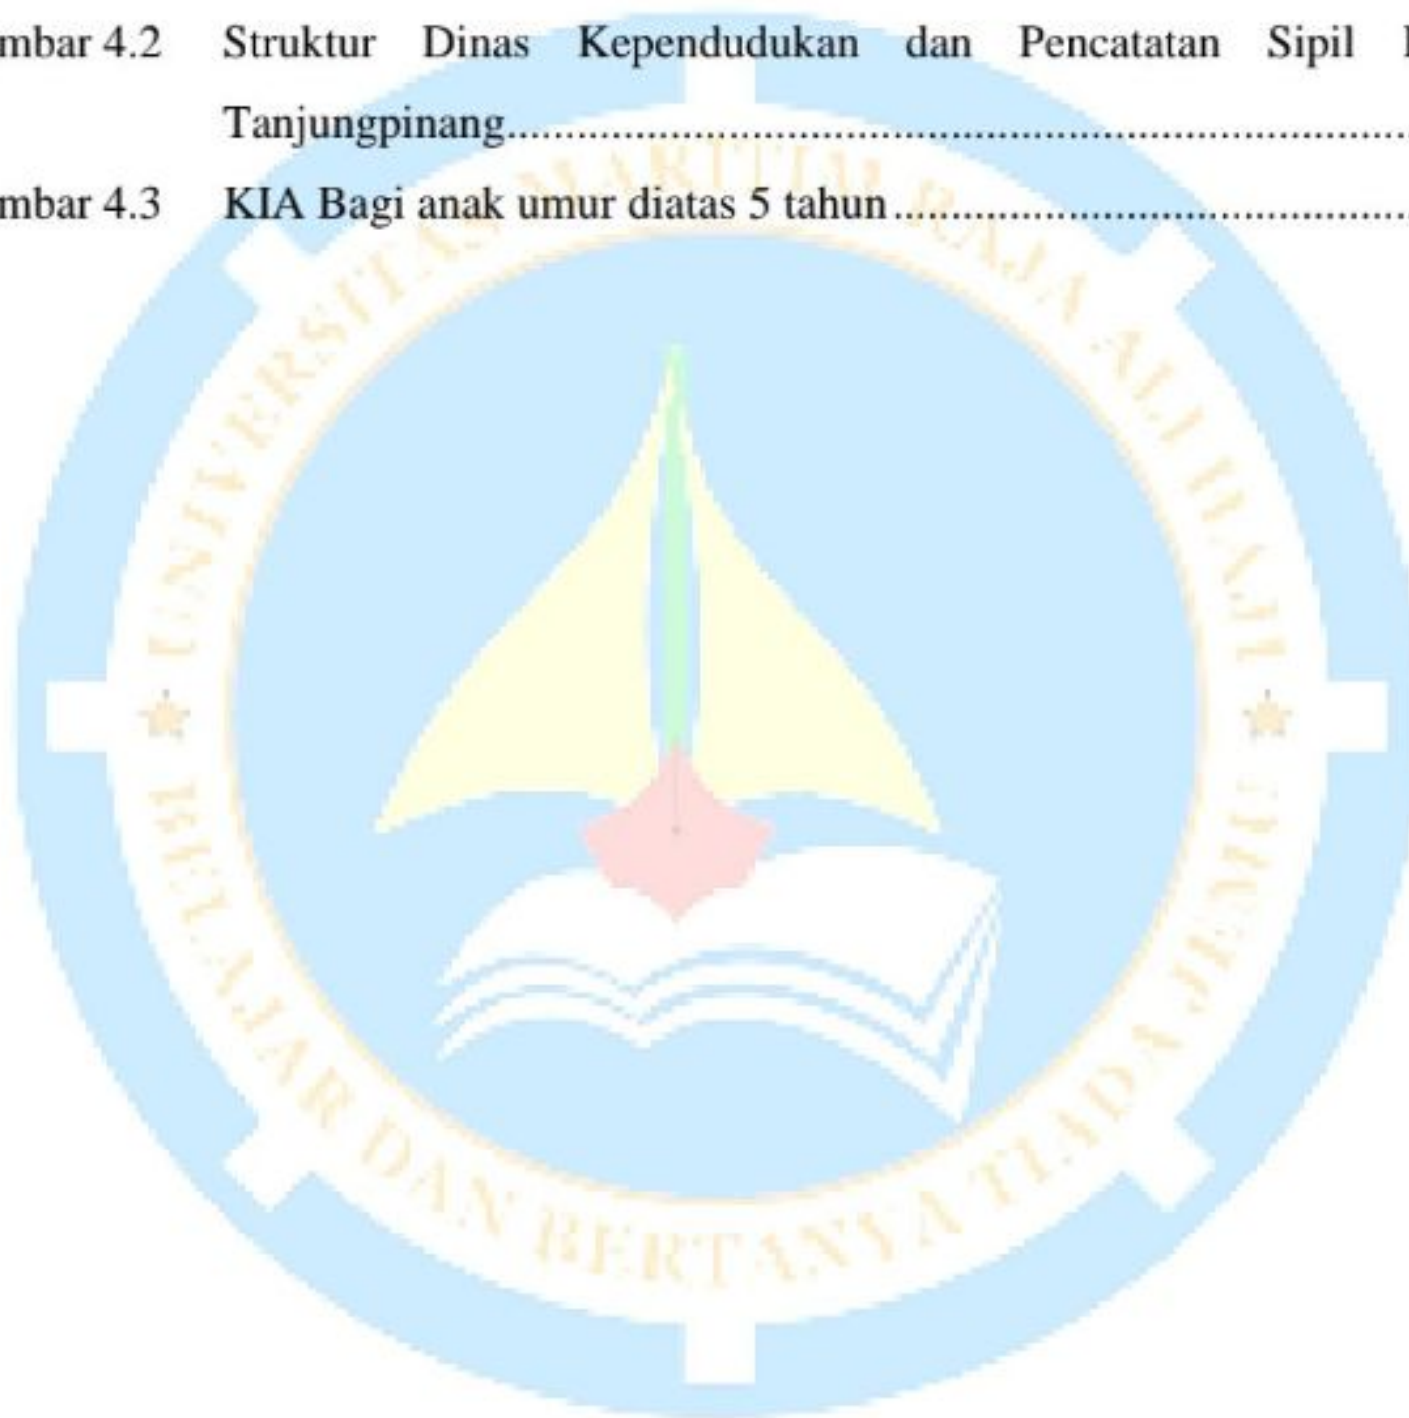 mbar 4.2 Struktur Dinas Kependudukan dan Pencatatan Sipil
Tanjungpinang
mbar 4.3 KIA Bagi anak umur diatas 5 tahun
UNIVERSITAS MARITIM RAJA ALI HAJI
BELAJAR DAN BERTANYA TIADA JEMU